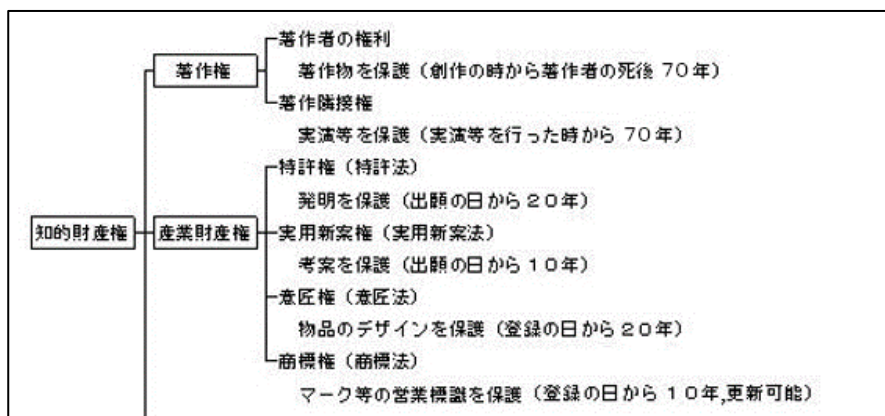 著作者の権利
著作権
著作物を保護（創作の時から著作者の死後７０年）
著作隣接権
実演等を保護（実演等を行った時から７０年）
特許権（特許法）
発明を保護（出願の日から２０年）
知的財産権
産業財産権
実用新案権（実用新案法）
考案を保護（出願の日から１０年）
意匠権（意匠法）
物品のデザインを保護（登録の日から２０年）
商標権（商標法）
マーク等の営業標識を保護（登録の日から１０年,更新可能）